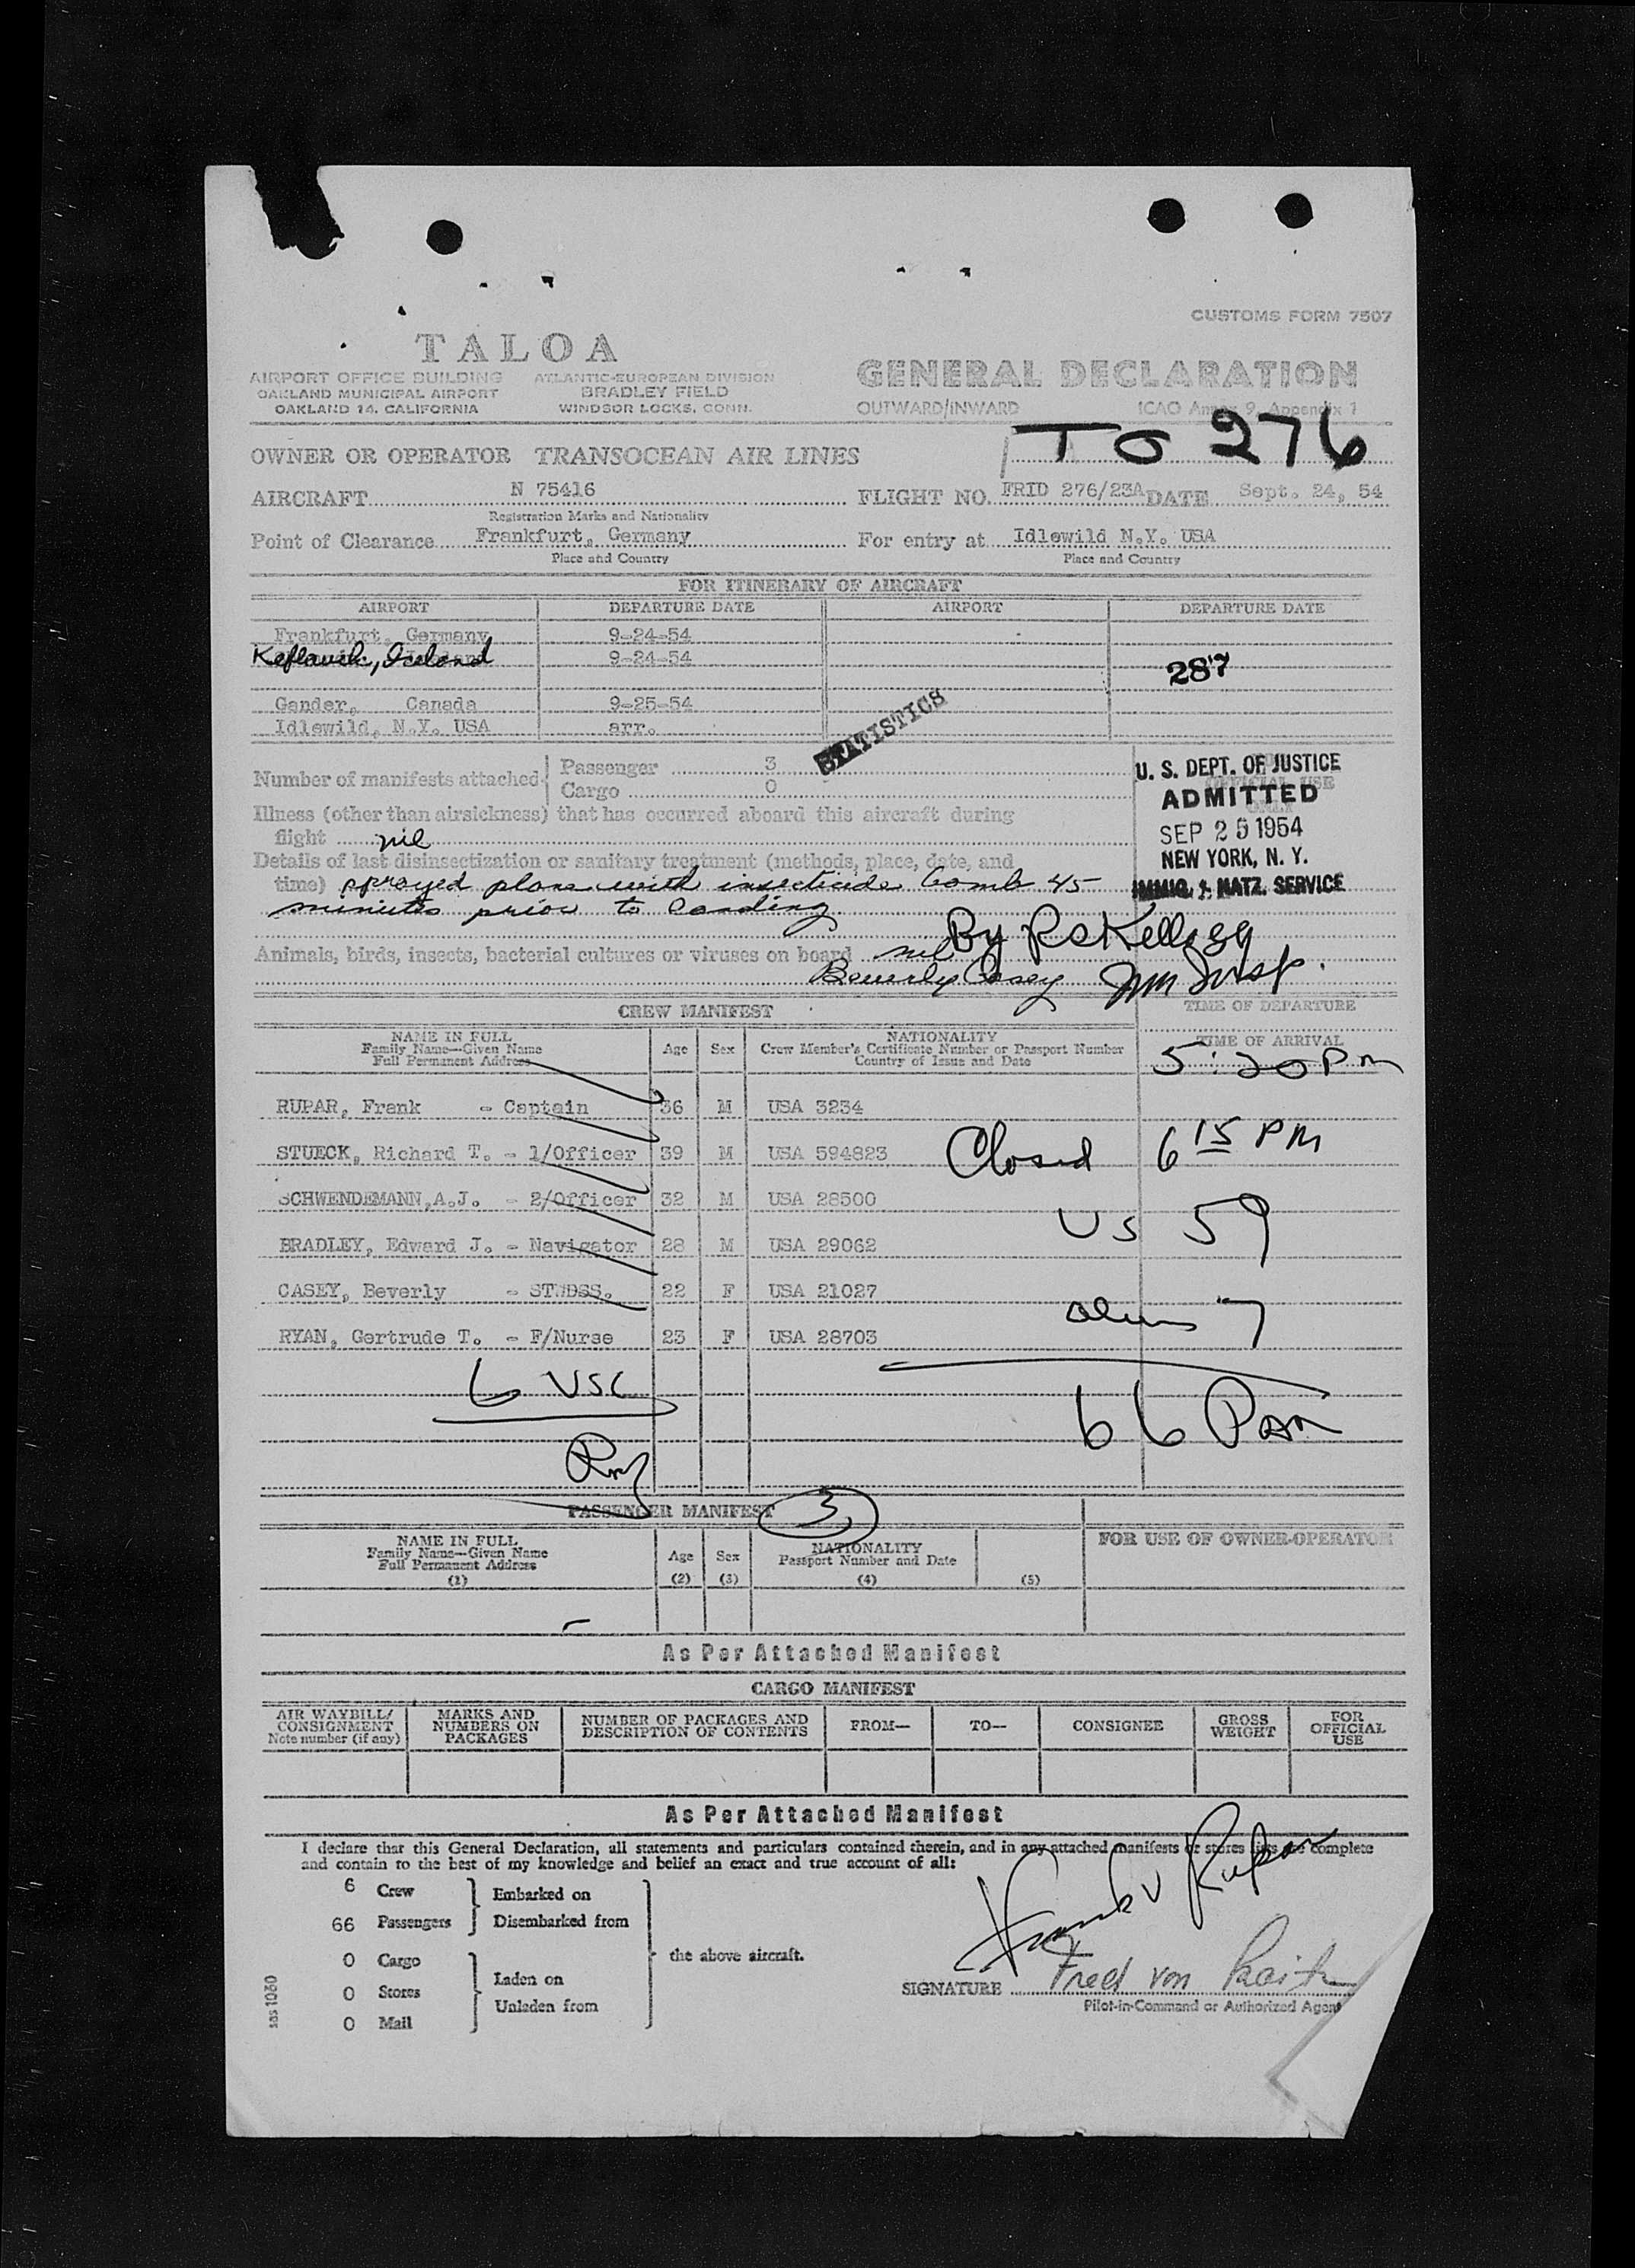 CUSTOMS FORM 7507
TALOA
AIRPORT OFFICE BUILDING
OAKLAND MUNICIPAL AIRPORT
OAKLAND 14, CALIFORNIA
ATLANTIC-EUROPEAN DIVISION
BRADLEY FIELD
WINDSOR LOCKS, CONN.
GENERAL DECLARATION
OUTWARD/INWARD ICAO Annex 9, Appendix 1
TO 276
OWNER OR OPERATOR TRANSOCEAN AIR LINES
AIRCRAFT N 75416 FLIGHT NO. FRID 276/23A DATE Sept. 24, 54
Registration Marks and Nationality
Point of Clearance Frankfurt, Germany For entry at Idlewild N.Y. USA
Place and Country Place and Country
FOR ITINERARY OF AIRCRAFT
AIRPORT DEPARTURE DATE AIRPORT DEPARTURE DATE
Frankfurt, Germany 9-24-54
Keflavik, Iceland 9-24-54
287
Gander, Canada 9-25-54
Idlewild, N.Y. USA arr.
STATISTICS
Number of manifests attached Passenger 3
Cargo 0
U. S. DEPT. OF JUSTICE
ADMITTED
SEP 25 1954
NEW YORK, N. Y.
IMMIG. & NATZ. SERVICE
OFFICIAL USE
Illness (other than airsickness) that has occurred aboard this aircraft during
flight nil
Details of last disinsectization or sanitary treatment (methods, place, date, and
time) sprayed plane with insecticide bomb 45
minutes prior to landing
By R S Kellogg
Imm Insp.
Animals, birds, insects, bacterial cultures or viruses on board nil
Beverly Casey
CREW MANIFEST
TIME OF DEPARTURE
TIME OF ARRIVAL
5:20 Pm
NAME IN FULL
Family Name—Given Name
Full Permanent Address
Age Sex
NATIONALITY
Crew Member's Certificate Number or Passport Number
Country of Issue and Date
RUPAR, Frank - Captain 36 M USA 3234
STUECK, Richard T. - 1/Officer 39 M USA 594823
Closed 6 15 PM
SCHWENDEMANN, A.J. - 2/Officer 32 M USA 28500
US 59
BRADLEY, Edward J. - Navigator 28 M USA 29062
CASEY, Beverly - STWDSS. 22 F USA 21027
alien 7
RYAN, Gertrude T. - F/Nurse 23 F USA 28703
6 USC
66 Pass
PASSENGER MANIFEST 3
NAME IN FULL
Family Name—Given Name
Full Permanent Address
(1)
Age
(2)
Sex
(3)
NATIONALITY
Passport Number and Date
(4)
(5)
FOR USE OF OWNER-OPERATOR
As Per Attached Manifest
CARGO MANIFEST
AIR WAYBILL/
CONSIGNMENT
Note number (if any)
MARKS AND
NUMBERS ON
PACKAGES
NUMBER OF PACKAGES AND
DESCRIPTION OF CONTENTS
FROM—
TO—
CONSIGNEE
GROSS
WEIGHT
FOR
OFFICIAL
USE
As Per Attached Manifest
I declare that this General Declaration, all statements and particulars contained therein, and in any attached manifests or stores lists are complete
and contain to the best of my knowledge and belief an exact and true account of all:
6 Crew Embarked on
66 Passengers Disembarked from
0 Cargo the above aircraft.
0 Stores Laden on
Unladen from
0 Mail
Frank V Rupar
SIGNATURE Fred von
Pilot-in-Command or Authorized Agent
sas 1080